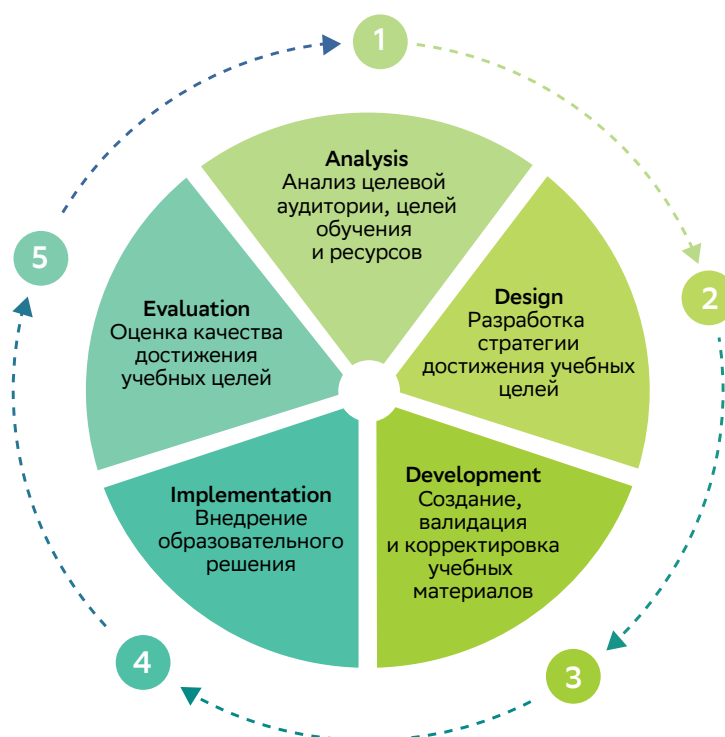 1
Analysis
Анализ целевой
аудитории, целей
обучения
и ресурсов
2
Design
Разработка
стратегии
достижения учебных
целей
3
Development
Создание,
валидация
и корректировка
учебных
материалов
4
Implementation
Внедрение
образовательного
решения
5
Evaluation
Оценка качества
достижения
учебных целей